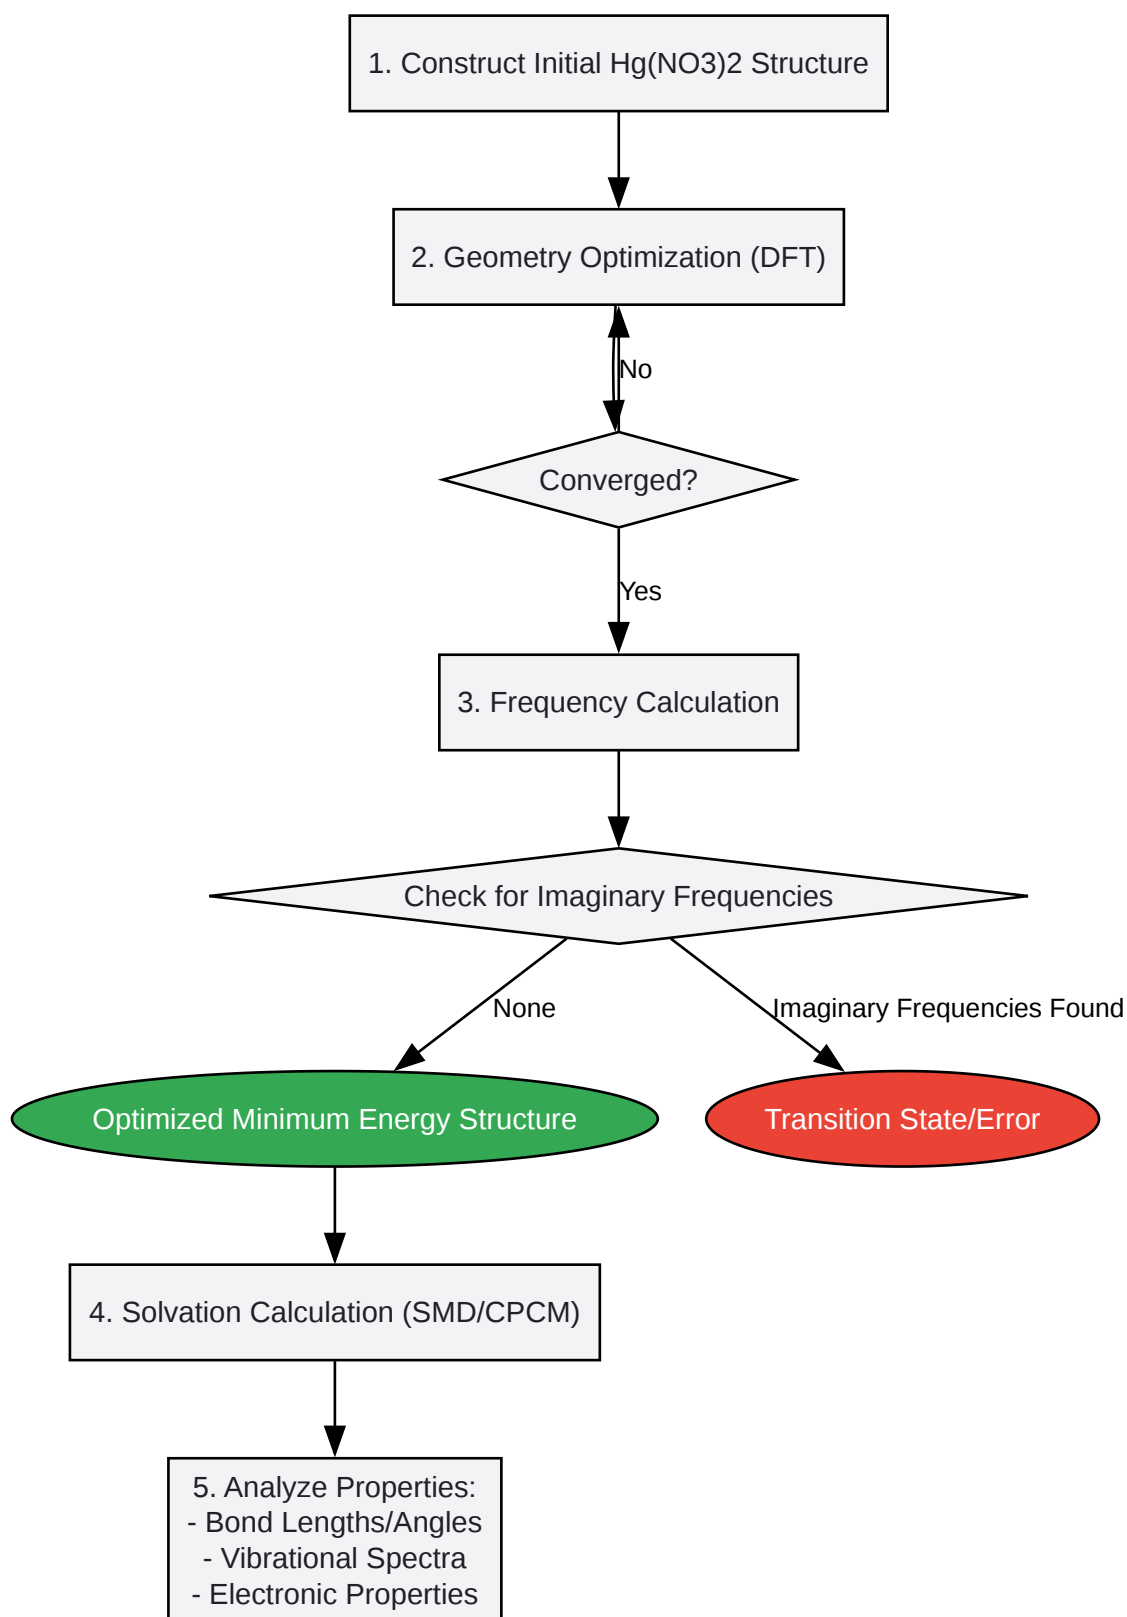 1. Construct Initial Hg(NO3)2 Structure
2. Geometry Optimization (DFT)
No
Converged?
Yes
3. Frequency Calculation
Check for Imaginary Frequencies
None
Imaginary Frequencies Found
Optimized Minimum Energy Structure
Transition State/Error
4. Solvation Calculation (SMD/CPCM)
5. Analyze Properties:
- Bond Lengths/Angles
- Vibrational Spectra
- Electronic Properties